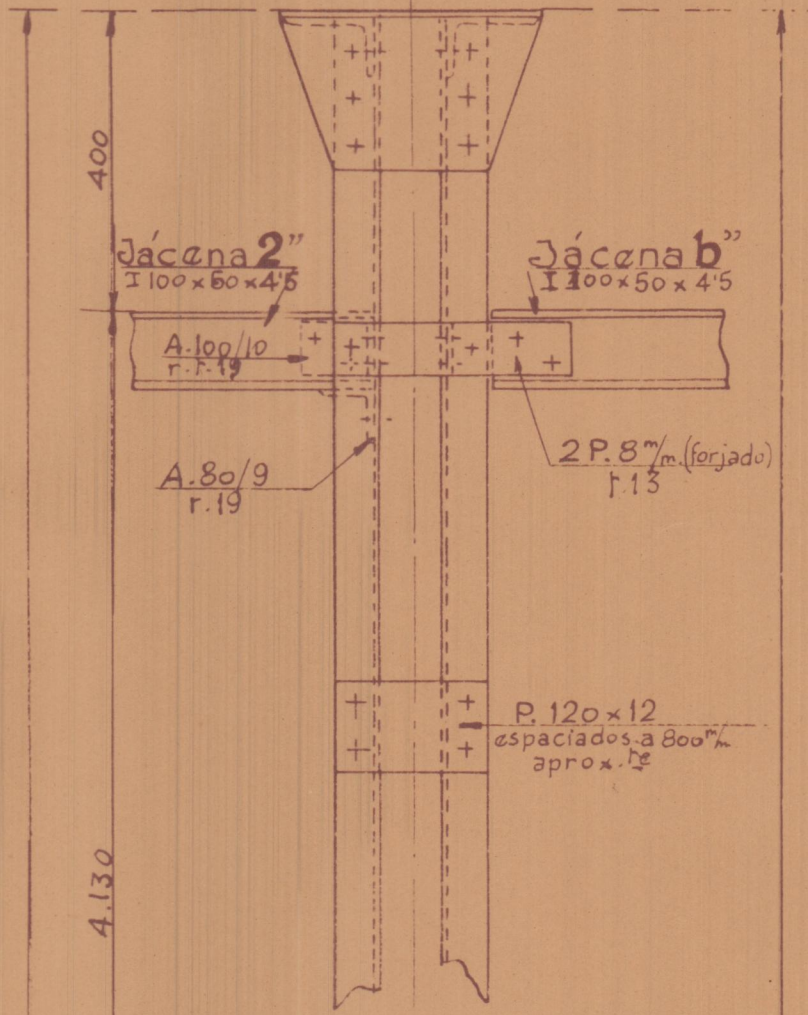 400
Jácena 2”
I 100 x 50 x 4'5
Jácena b”
I 100 x 50 x 4'5
A.100/10
r.r.19
A.80/9
r.19
2 P. 8 m/m. (forjado)
r.13
P. 120 x 12
espaciados a 800 m/m
aprox. te
4.130